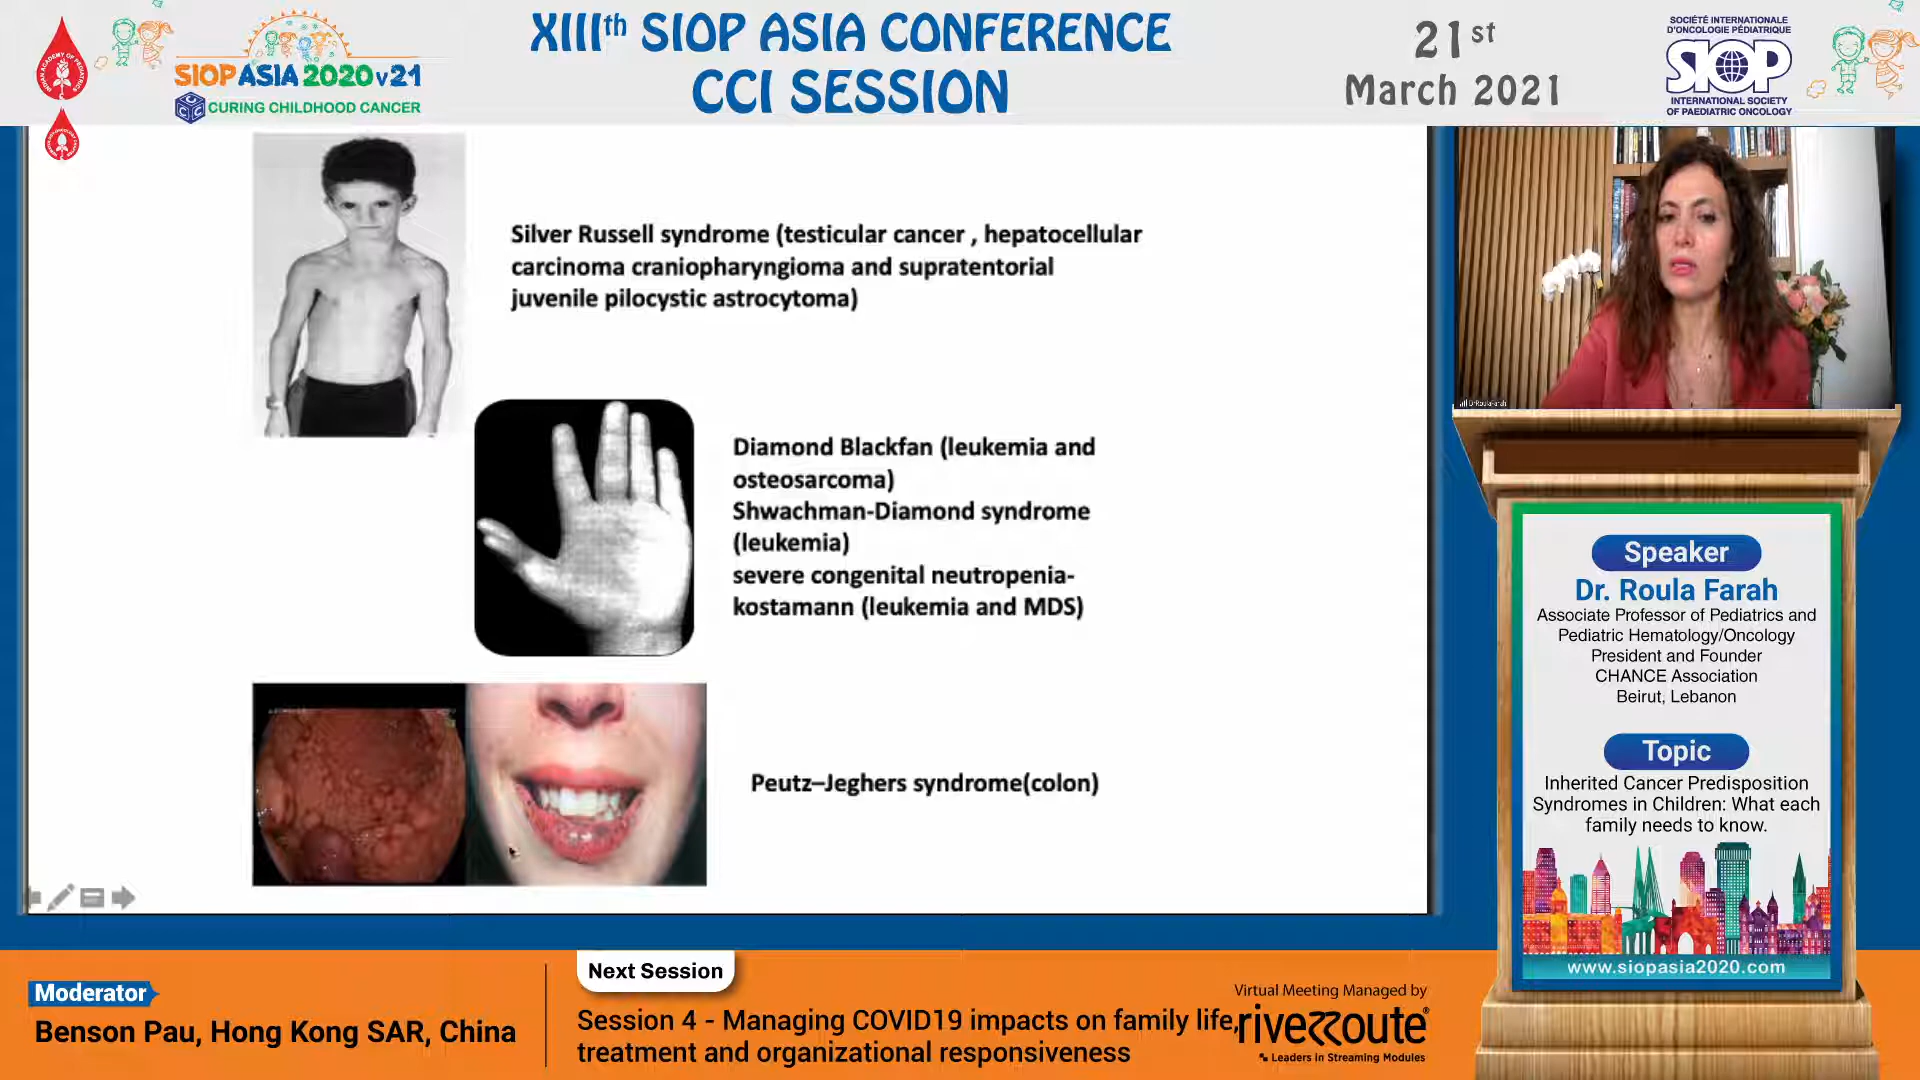 SIOP ASIA 2020 v21
CURING CHILDHOOD CANCER
XIIIth SIOP ASIA CONFERENCE
CCI SESSION
21st
March 2021
SOCIÉTÉ INTERNATIONALE
D'ONCOLOGIE PÉDIATRIQUE
SIOP
INTERNATIONAL SOCIETY
OF PAEDIATRIC ONCOLOGY
Silver Russell syndrome (testicular cancer , hepatocellular
carcinoma craniopharyngioma and supratentorial
juvenile pilocystic astrocytoma)
Diamond Blackfan (leukemia and
osteosarcoma)
Shwachman-Diamond syndrome
(leukemia)
severe congenital neutropenia-
kostamann (leukemia and MDS)
Peutz–Jeghers syndrome(colon)
Speaker
Dr. Roula Farah
Associate Professor of Pediatrics and
Pediatric Hematology/Oncology
President and Founder
CHANCE Association
Beirut, Lebanon
Topic
Inherited Cancer Predisposition
Syndromes in Children: What each
family needs to know.
www.siopasia2020.com
Moderator
Benson Pau, Hong Kong SAR, China
Next Session
Session 4 - Managing COVID19 impacts on family life,
treatment and organizational responsiveness
Virtual Meeting Managed by
riverroute
Leaders in Streaming Modules